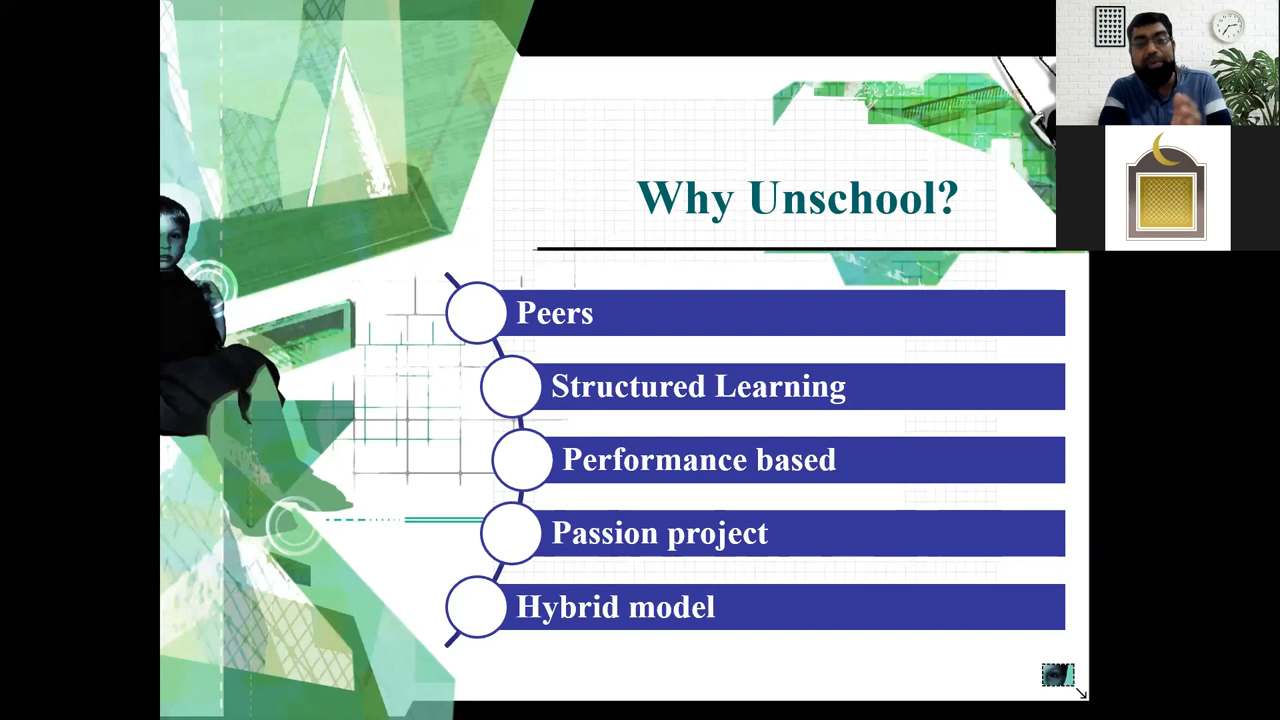 Why Unschool?
Peers
Structured Learning
Performance based
Passion project
Hybrid model